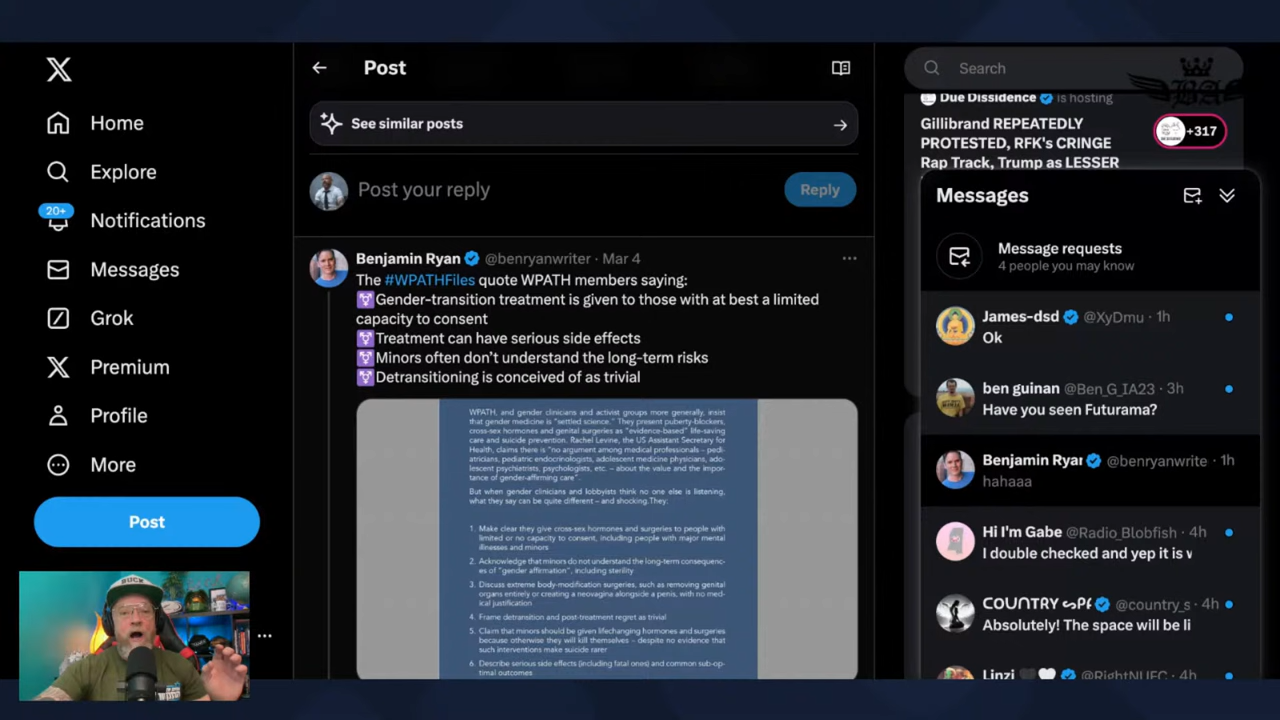 Home
Explore
20+
Notifications
Messages
Grok
Premium
Profile
More
Post
BUCK
Post
See similar posts
Post your reply
Reply
Benjamin Ryan @benryanwriter · Mar 4
The #WPATHFiles quote WPATH members saying:
Gender-transition treatment is given to those with at best a limited
capacity to consent
Treatment can have serious side effects
Minors often don't understand the long-term risks
Detransitioning is conceived of as trivial
WPATH, and gender clinicians and activist groups more generally, insist
that gender medicine is "settled science." They present puberty-blockers,
cross-sex hormones and genital surgeries as "evidence-based" life-saving
care and suicide prevention. Rachel Levine, the US Assistant Secretary for
Health, claims there is "no argument among medical professionals – pedi-
atricians, pediatric endocrinologists, adolescent medicine physicians, ado-
lescent psychiatrists, psychologists, etc. – about the value and the impor-
tance of gender-affirming care".
But when gender clinicians and lobbyists think no one else is listening,
what they say can be quite different – and shocking. They:
1. Make clear they give cross-sex hormones and surgeries to people with
limited or no capacity to consent, including people with major mental
illnesses and minors
2. Acknowledge that minors do not understand the long-term consequenc-
es of "gender affirmation", including sterility
3. Discuss extreme body-modification surgeries, such as removing genital
organs entirely or creating a neovagina alongside a penis, with no med-
ical justification
4. Frame detransition and post-treatment regret as trivial
5. Claim that minors should be given lifechanging hormones and surgeries
because otherwise they will kill themselves – despite no evidence that
such interventions make suicide rarer
6. Describe serious side effects (including fatal ones) and common sub-op-
timal outcomes
Search
Due Dissidence is hosting
Gillibrand REPEATEDLY
PROTESTED, RFK's CRINGE
Rap Track, Trump as LESSER
+317
Messages
Message requests
4 people you may know
James-dsd @XyDmu · 1h
Ok
ben guinan @Ben_G_IA23 · 3h
Have you seen Futurama?
Benjamin Ryan @benryanwrite · 1h
hahaaa
Hi I'm Gabe @Radio_Blobfish · 4h
I double checked and yep it is
COUNTRY @country_s · 4h
Absolutely! The space will be li
Linzi @RightNUFC · 4h